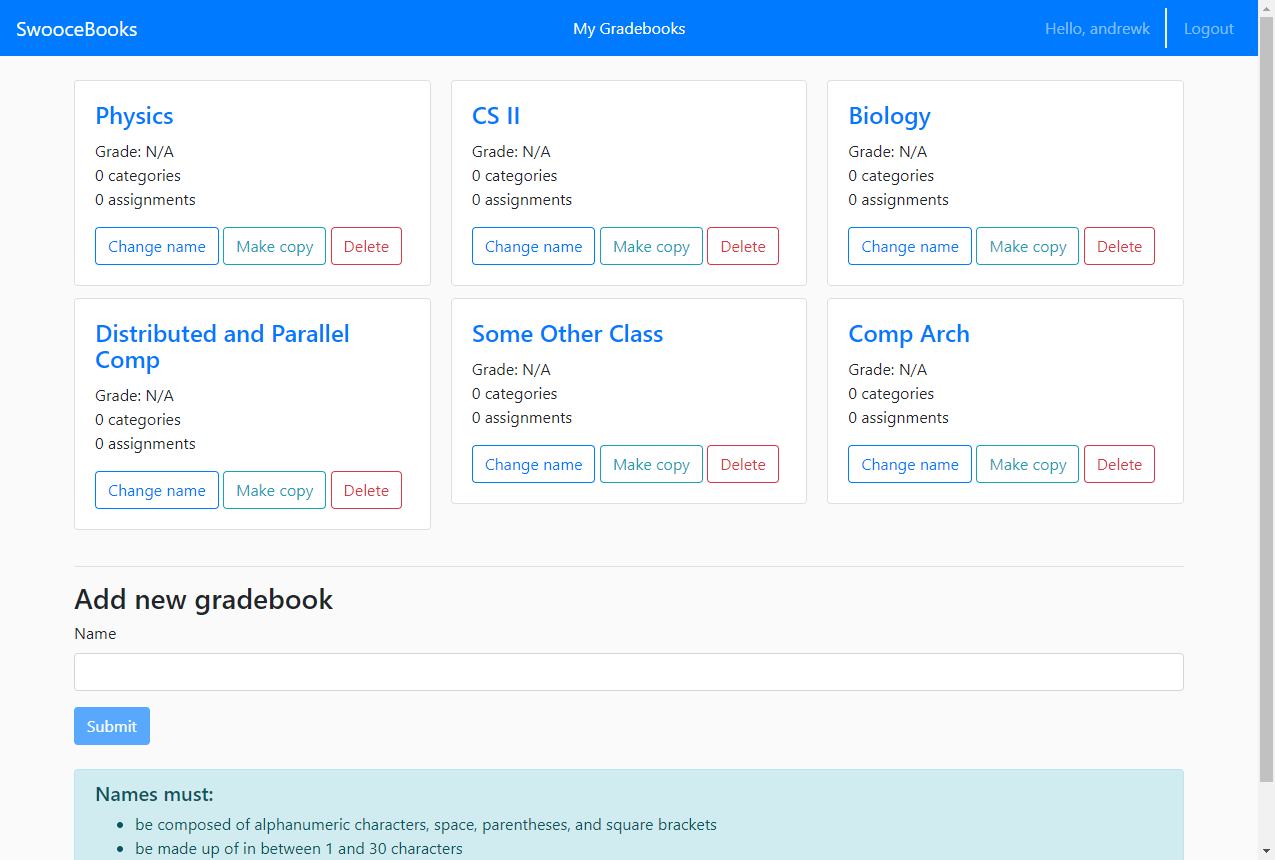 SwooceBooks My Gradebooks Hello, andrewk Logout
Physics
Grade: N/A
0 categories
0 assignments
Change name Make copy Delete
CS II
Grade: N/A
0 categories
0 assignments
Change name Make copy Delete
Biology
Grade: N/A
0 categories
0 assignments
Change name Make copy Delete
Distributed and Parallel
Comp
Grade: N/A
0 categories
0 assignments
Change name Make copy Delete
Some Other Class
Grade: N/A
0 categories
0 assignments
Change name Make copy Delete
Comp Arch
Grade: N/A
0 categories
0 assignments
Change name Make copy Delete
Add new gradebook
Name
Submit
Names must:
be composed of alphanumeric characters, space, parentheses, and square brackets
be made up of in between 1 and 30 characters